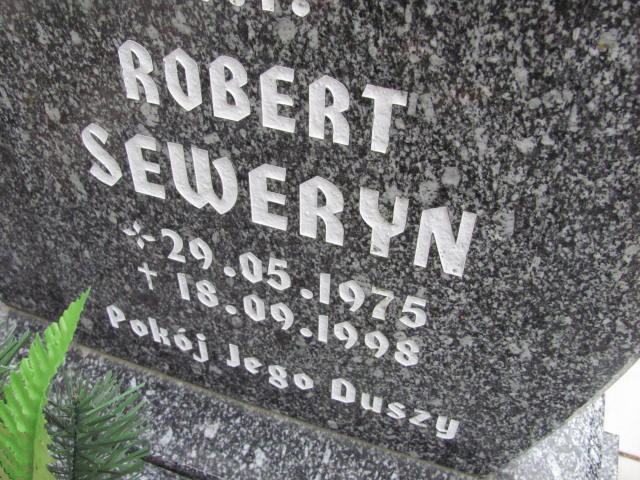 ROBERT
SEWERYN
29.05.1975
✝ 18.09.1998
Pokój Jego Duszy